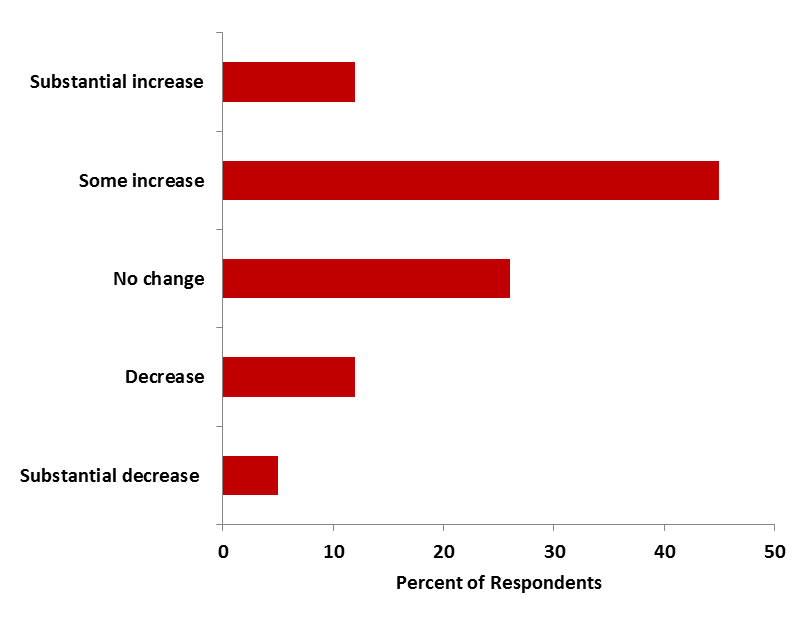 Substantial increase
Some increase
No change
Decrease
Substantial decrease
0 10 20 30 40 50
Percent of Respondents